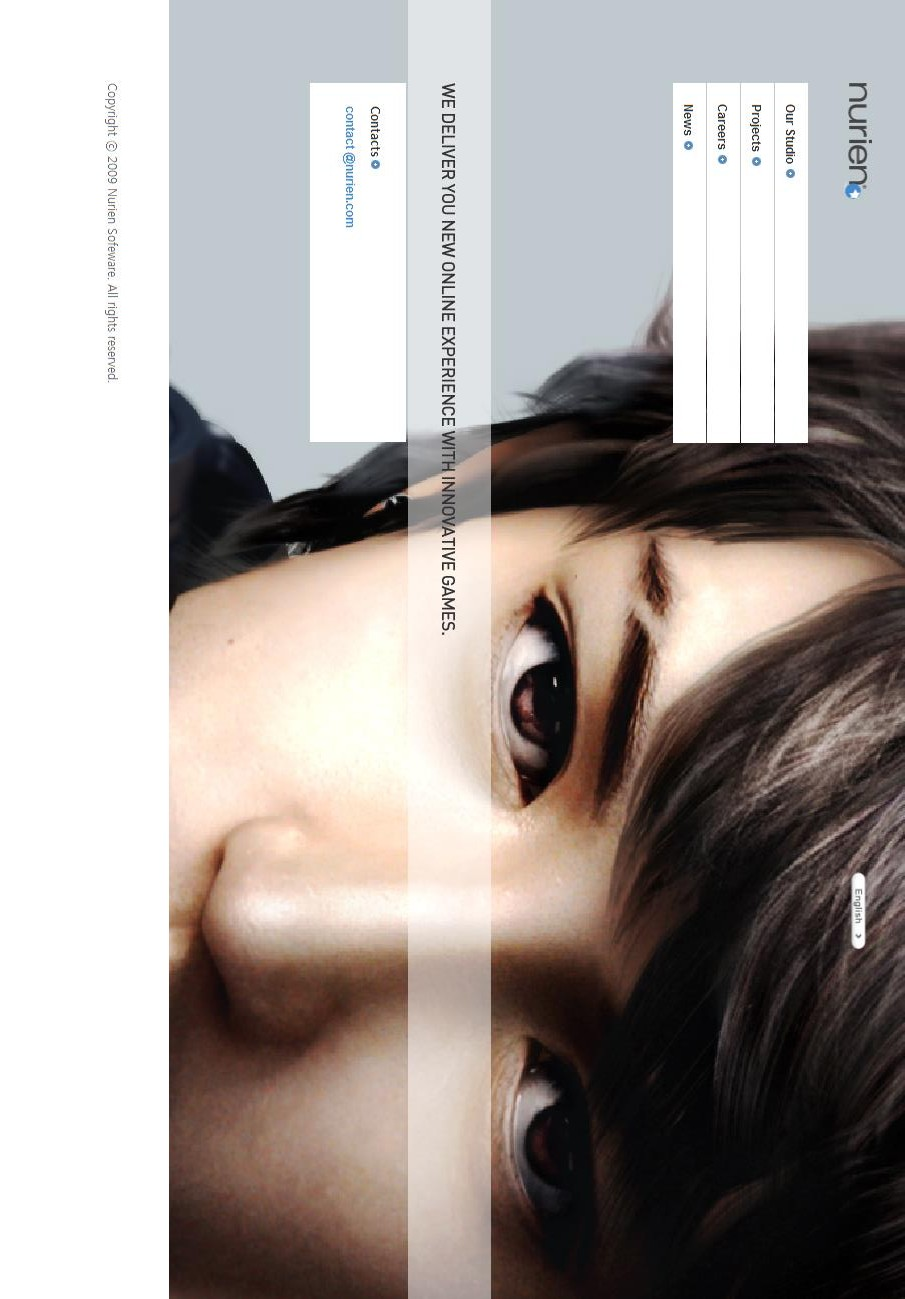 nurien
English >
Our Studio
Projects
Careers
News
WE DELIVER YOU NEW ONLINE EXPERIENCE WITH INNOVATIVE GAMES.
Contacts
contact @nurien.com
Copyright © 2009 Nurien Sofeware. All rights reserved.